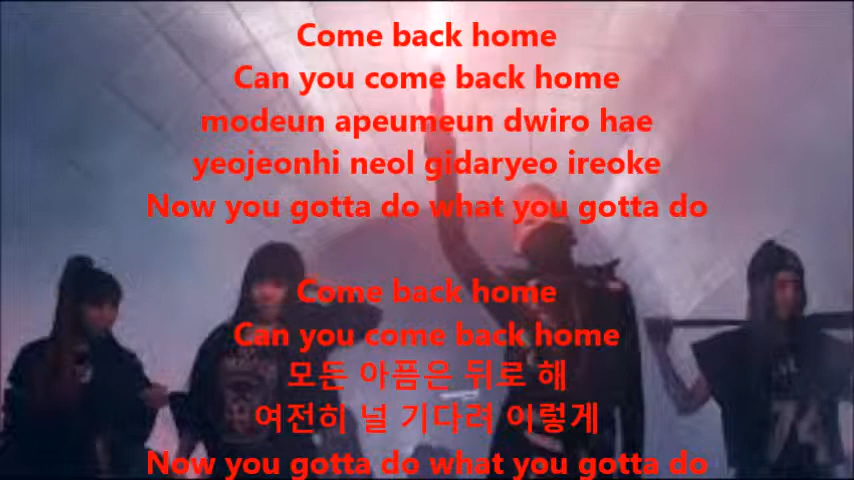 Come back home
Can you come back home
modeun apeumeun dwiro hae
yeojeonhi neol gidaryeo ireoke
Now you gotta do what you gotta do
Come back home
Can you come back home
모든 아픔은 뒤로 해
여전히 널 기다려 이렇게
Now you gotta do what you gotta do